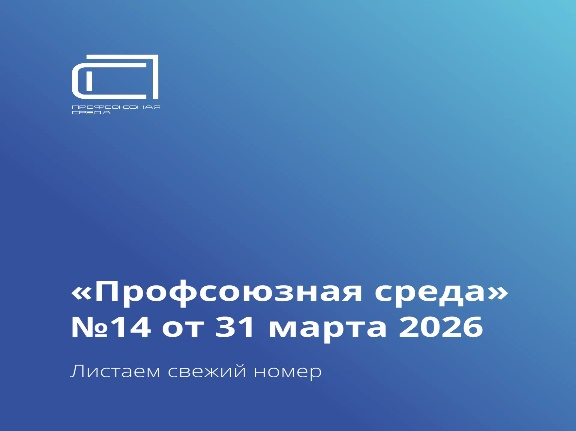 ПРОФСОЮЗНАЯ
СРЕДА
«Профсоюзная среда»
№14 от 31 марта 2026
Листаем свежий номер